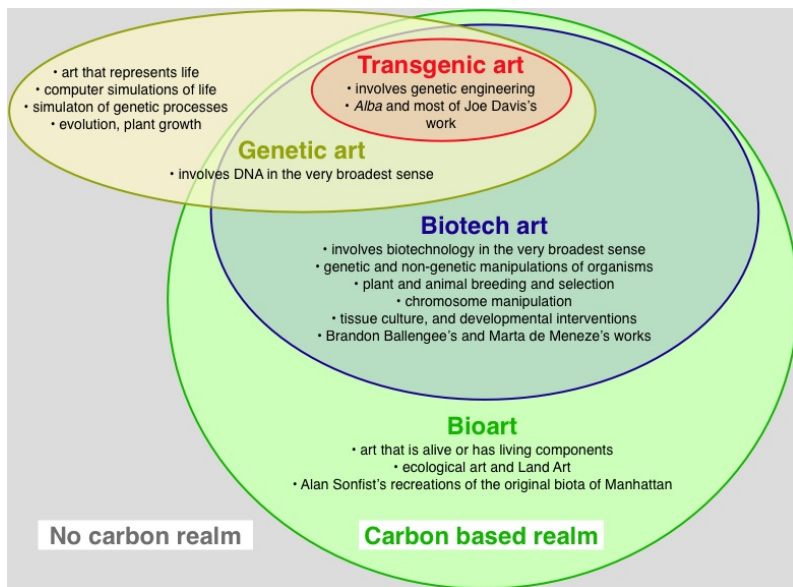 Transgenic art
• involves genetic engineering
• Alba and most of Joe Davis's
work
• art that represents life
• computer simulations of life
• simulaton of genetic processes
• evolution, plant growth
Genetic art
• involves DNA in the very broadest sense
Biotech art
• involves biotechnology in the very broadest sense
• genetic and non-genetic manipulations of organisms
• plant and animal breeding and selection
• chromosome manipulation
• tissue culture, and developmental interventions
• Brandon Ballengee's and Marta de Meneze's works
Bioart
• art that is alive or has living components
• ecological art and Land Art
• Alan Sonfist's recreations of the original biota of Manhattan
No carbon realm
Carbon based realm